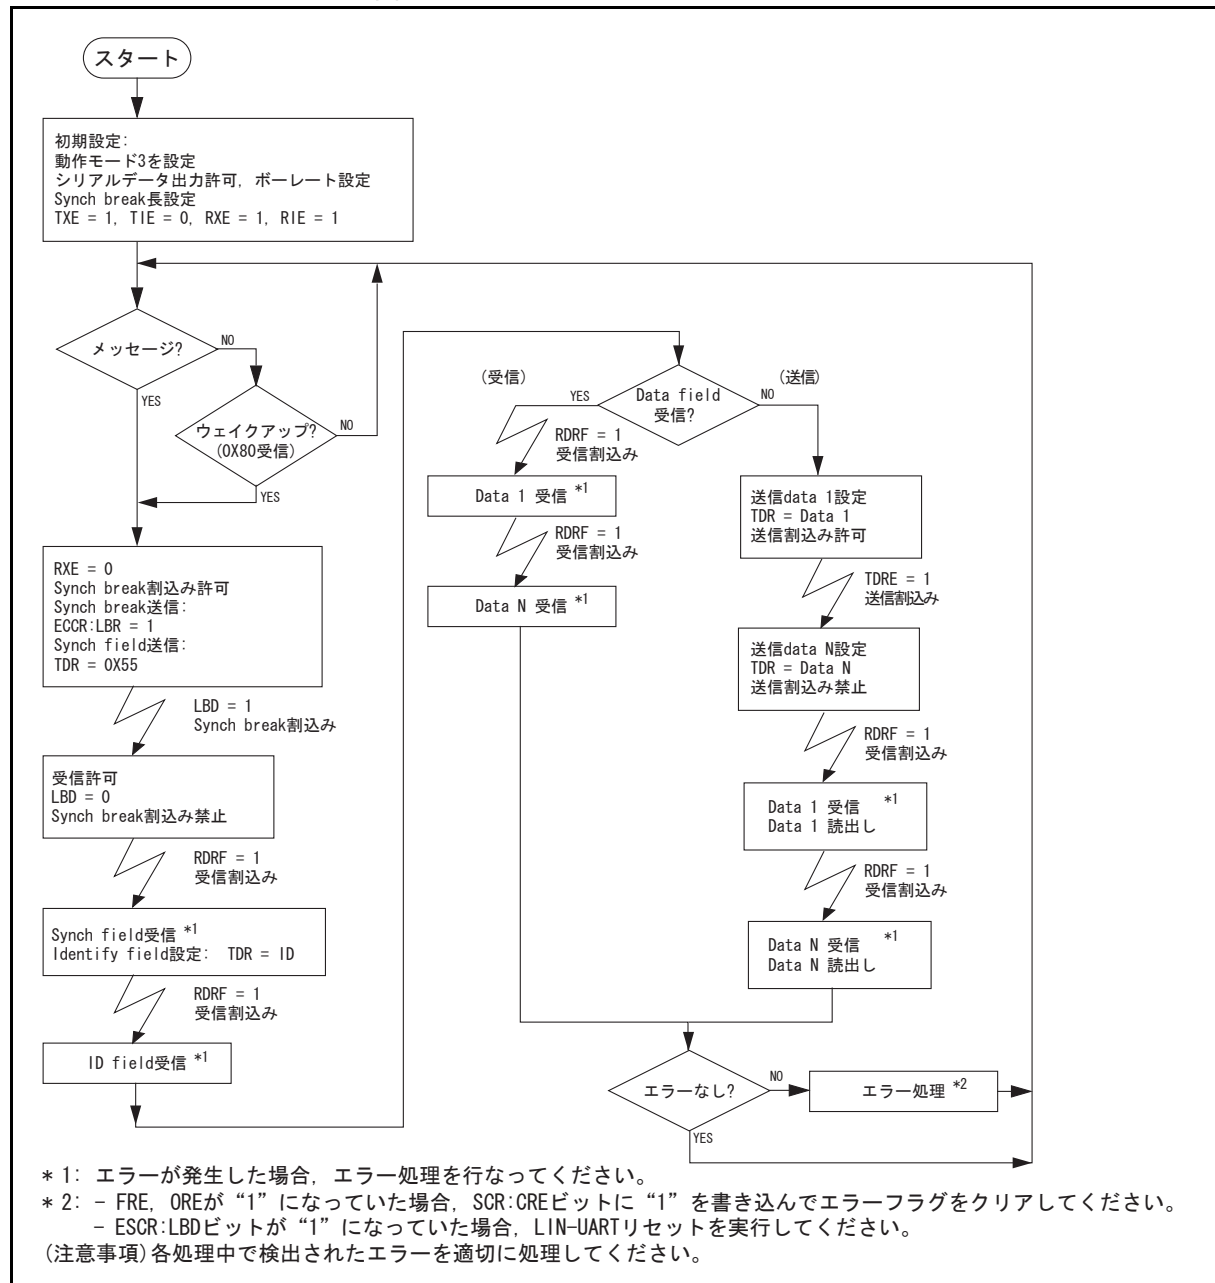 スタート
初期設定:
動作モード3を設定
シリアルデータ出力許可, ボーレート設定
Synch break長設定
TXE = 1, TIE = 0, RXE = 1, RIE = 1
メッセージ?
NO
YES
ウェイクアップ?
(0X80受信)
NO
YES
RXE = 0
Synch break割込み許可
Synch break送信:
ECCR:LBR = 1
Synch field送信:
TDR = 0X55
LBD = 1
Synch break割込み
受信許可
LBD = 0
Synch break割込み禁止
RDRF = 1
受信割込み
Synch field受信 *1
Identify field設定: TDR = ID
RDRF = 1
受信割込み
ID field受信 *1
Data field
受信?
(受信)
YES
(送信)
NO
RDRF = 1
受信割込み
Data 1 受信 *1
RDRF = 1
受信割込み
Data N 受信 *1
送信data 1設定
TDR = Data 1
送信割込み許可
TDRE = 1
送信割込み
送信data N設定
TDR = Data N
送信割込み禁止
RDRF = 1
受信割込み
Data 1 受信 *1
Data 1 読出し
RDRF = 1
受信割込み
Data N 受信 *1
Data N 読出し
エラーなし?
NO
エラー処理 *2
YES
* 1: エラーが発生した場合, エラー処理を行なってください。
* 2: - FRE, OREが“1”になっていた場合, SCR:CREビットに“1”を書き込んでエラーフラグをクリアしてください。
- ESCR:LBDビットが“1”になっていた場合, LIN-UARTリセットを実行してください。
(注意事項)各処理中で検出されたエラーを適切に処理してください。